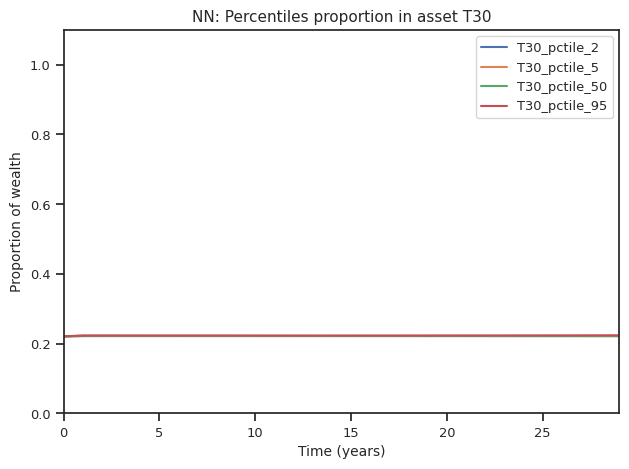 NN: Percentiles proportion in asset T30
T30_pctile_2
T30_pctile_5
T30_pctile_50
T30_pctile_95
Proportion of wealth
1.0
0.8
0.6
0.4
0.2
0.0
0
5
10
15
20
25
Time (years)